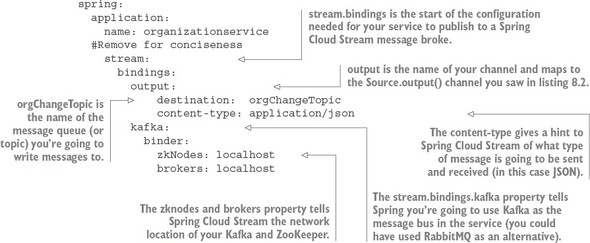 spring:
application:
name: organizationservice
#Remove for conciseness
stream:
bindings:
output:
destination: orgChangeTopic
content-type: application/json
kafka:
binder:
zkNodes: localhost
brokers: localhost
stream.bindings is the start of the configuration
needed for your service to publish to a Spring
Cloud Stream message broke.
output is the name of your channel and maps to
the Source.output() channel you saw in listing 8.2.
orgChangeTopic is
the name of the
message queue (or
topic) you're going to
write messages to.
The content-type gives a hint to
Spring Cloud Stream of what type
of message is going to be sent
and received (in this case JSON).
The zknodes and brokers property tells
Spring Cloud Stream the network
location of your Kafka and ZooKeeper.
The stream.bindings.kafka property tells
Spring you're going to use Kafka as the
message bus in the service (you could
have used RabbitMQ as an alternative).